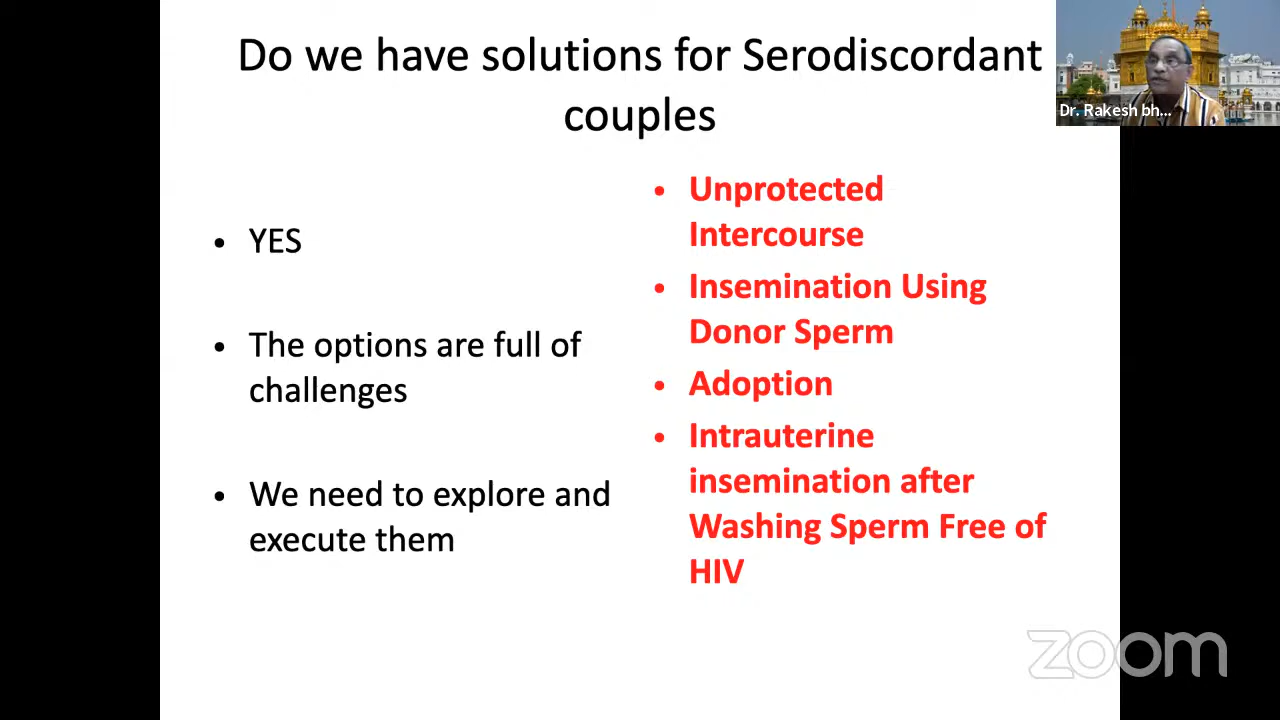 Do we have solutions for Serodiscordant
couples
• YES
• The options are full of
challenges
• We need to explore and
execute them
• Unprotected
Intercourse
• Insemination Using
Donor Sperm
• Adoption
• Intrauterine
insemination after
Washing Sperm Free of
HIV
Dr. Rakesh bh...
zoom